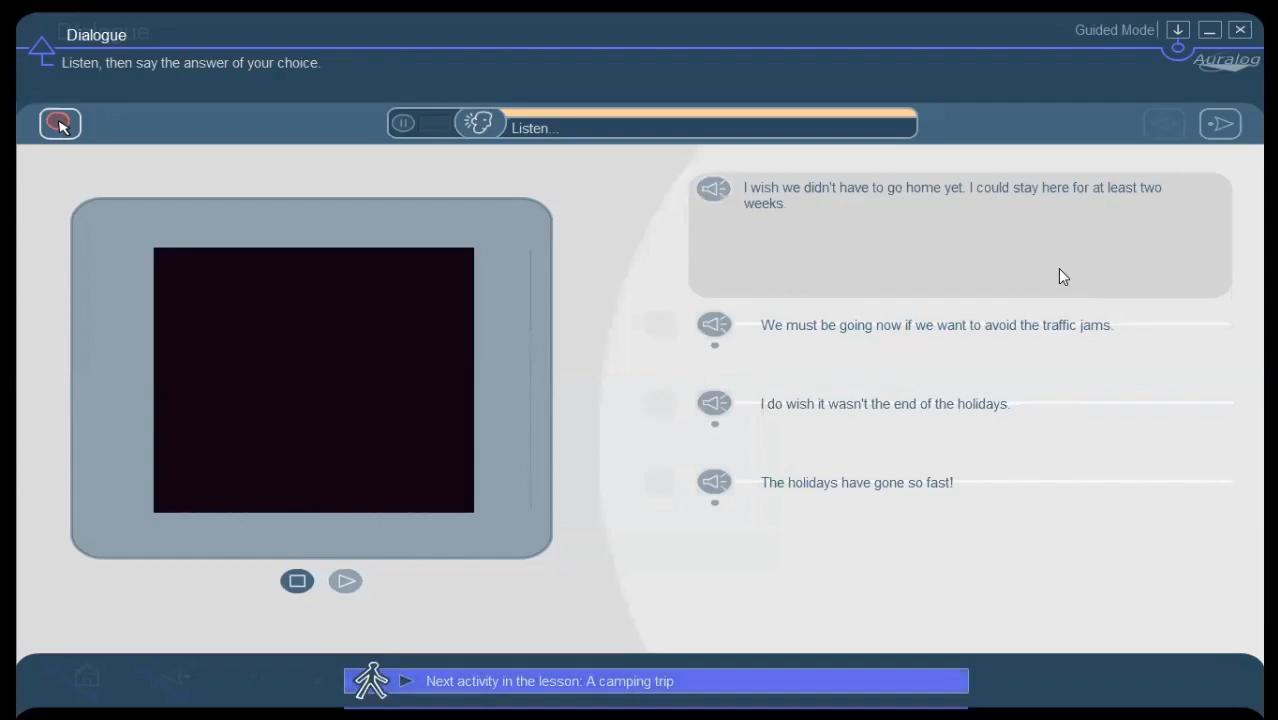 Dialogue
Guided Mode
Listen, then say the answer of your choice.
Auralog
Listen...
I wish we didn't have to go home yet. I could stay here for at least two
weeks.
We must be going now if we want to avoid the traffic jams.
I do wish it wasn't the end of the holidays.
The holidays have gone so fast!
Next activity in the lesson: A camping trip